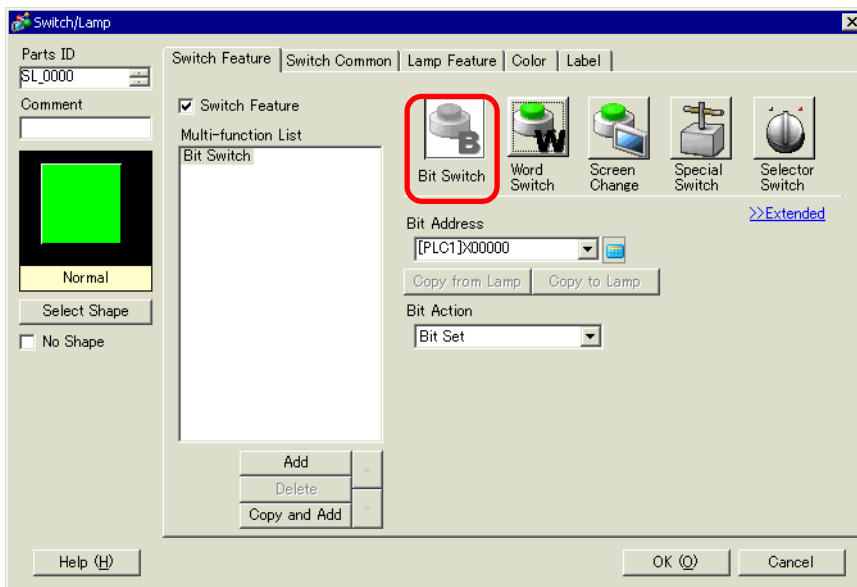 Switch/Lamp
Parts ID
SL_0000
Comment
Normal
Select Shape
No Shape
Switch Feature
Switch Common
Lamp Feature
Color
Label
Switch Feature
Multi-function List
Bit Switch
Add
Delete
Copy and Add
B
Bit Switch
W
Word
Switch
Screen
Change
Special
Switch
Selector
Switch
>>Extended
Bit Address
[PLC1]X00000
Copy from Lamp
Copy to Lamp
Bit Action
Bit Set
Help (H)
OK (O)
Cancel